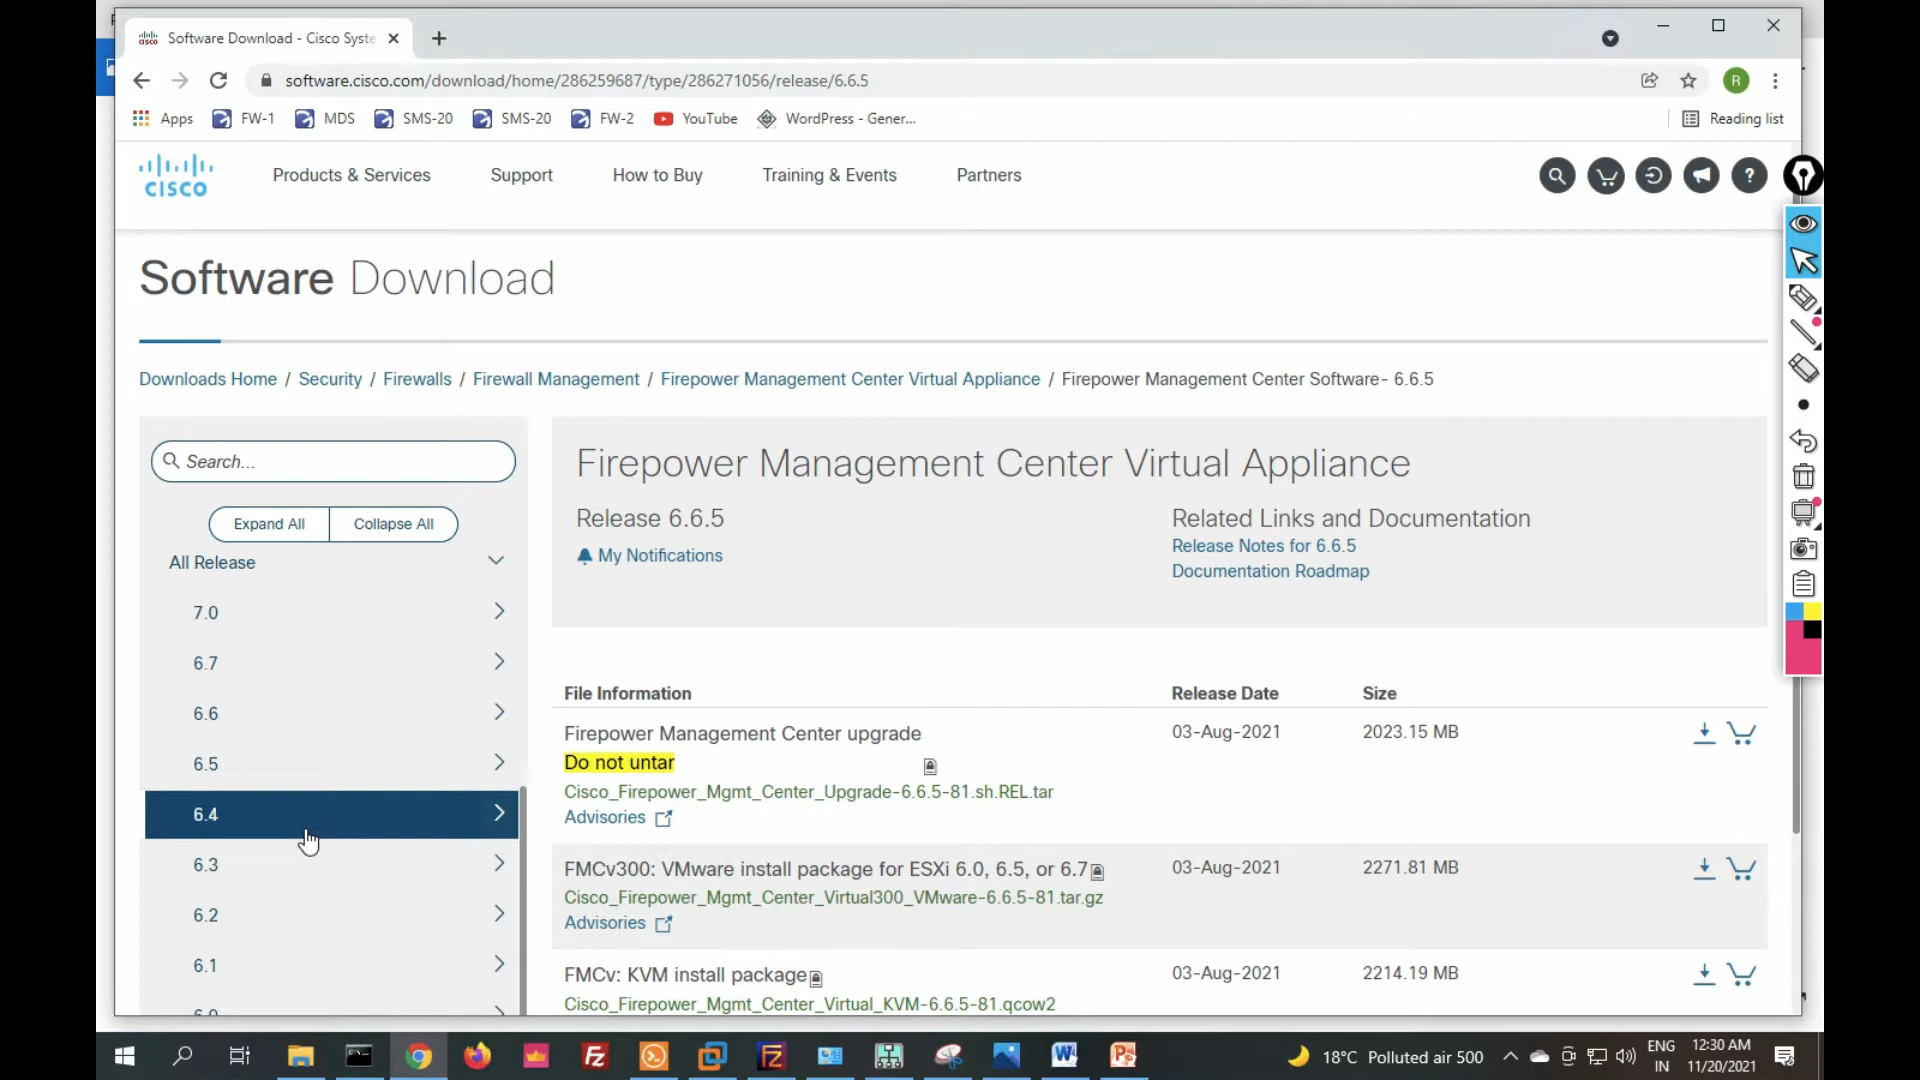 Software Download - Cisco Syste
software.cisco.com/download/home/286259687/type/286271056/release/6.6.5
R
Apps FW-1 MDS SMS-20 SMS-20 FW-2 YouTube WordPress - Gener... Reading list
CISCO Products & Services Support How to Buy Training & Events Partners
Software Download
Downloads Home / Security / Firewalls / Firewall Management / Firepower Management Center Virtual Appliance / Firepower Management Center Software- 6.6.5
Search...
Expand All Collapse All
All Release
7.0
6.7
6.6
6.5
6.4
6.3
6.2
6.1
6.0
Firepower Management Center Virtual Appliance
Release 6.6.5
My Notifications
Related Links and Documentation
Release Notes for 6.6.5
Documentation Roadmap
File Information Release Date Size
Firepower Management Center upgrade 03-Aug-2021 2023.15 MB
Do not untar
Cisco_Firepower_Mgmt_Center_Upgrade-6.6.5-81.sh.REL.tar
Advisories
FMCv300: VMware install package for ESXi 6.0, 6.5, or 6.7 03-Aug-2021 2271.81 MB
Cisco_Firepower_Mgmt_Center_Virtual300_VMware-6.6.5-81.tar.gz
Advisories
FMCv: KVM install package 03-Aug-2021 2214.19 MB
Cisco_Firepower_Mgmt_Center_Virtual_KVM-6.6.5-81.qcow2
18°C Polluted air 500
ENG
IN
12:30 AM
11/20/2021